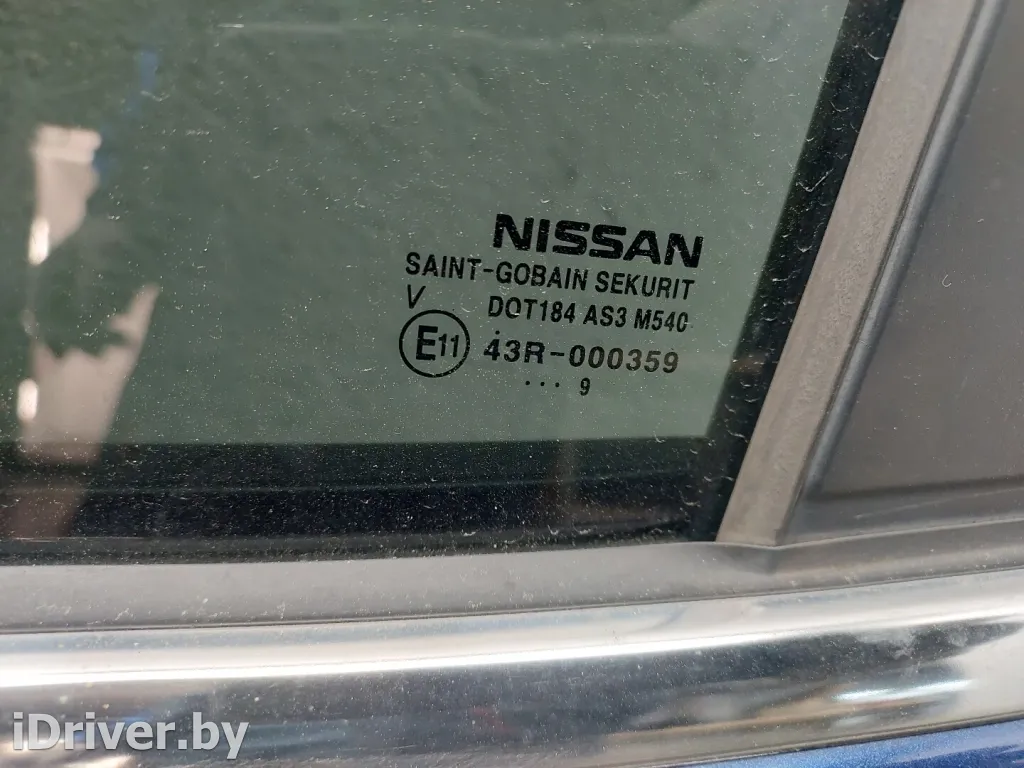 NISSAN
SAINT-GOBAIN SEKURIT
V DOT184 AS3 M540
E11 43R-000359
... 9
iDriver.by